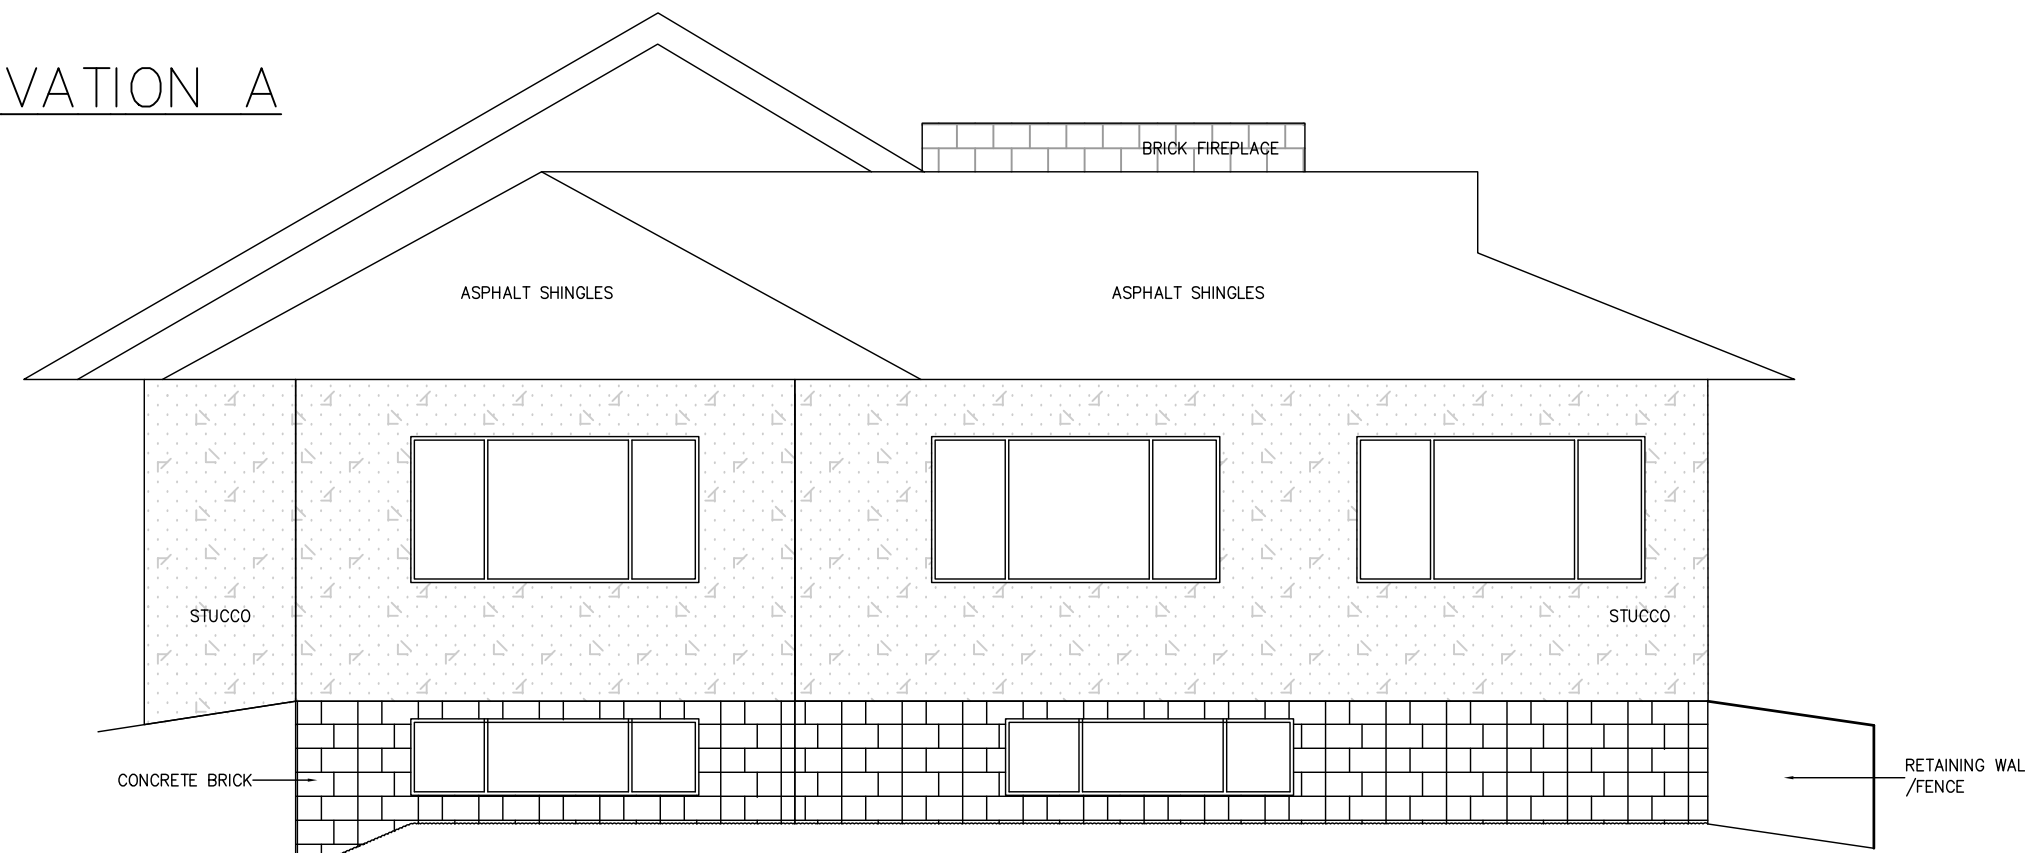 VATION A
BRICK FIREPLACE
ASPHALT SHINGLES
ASPHALT SHINGLES
STUCCO
STUCCO
CONCRETE BRICK
RETAINING WAL
/FENCE